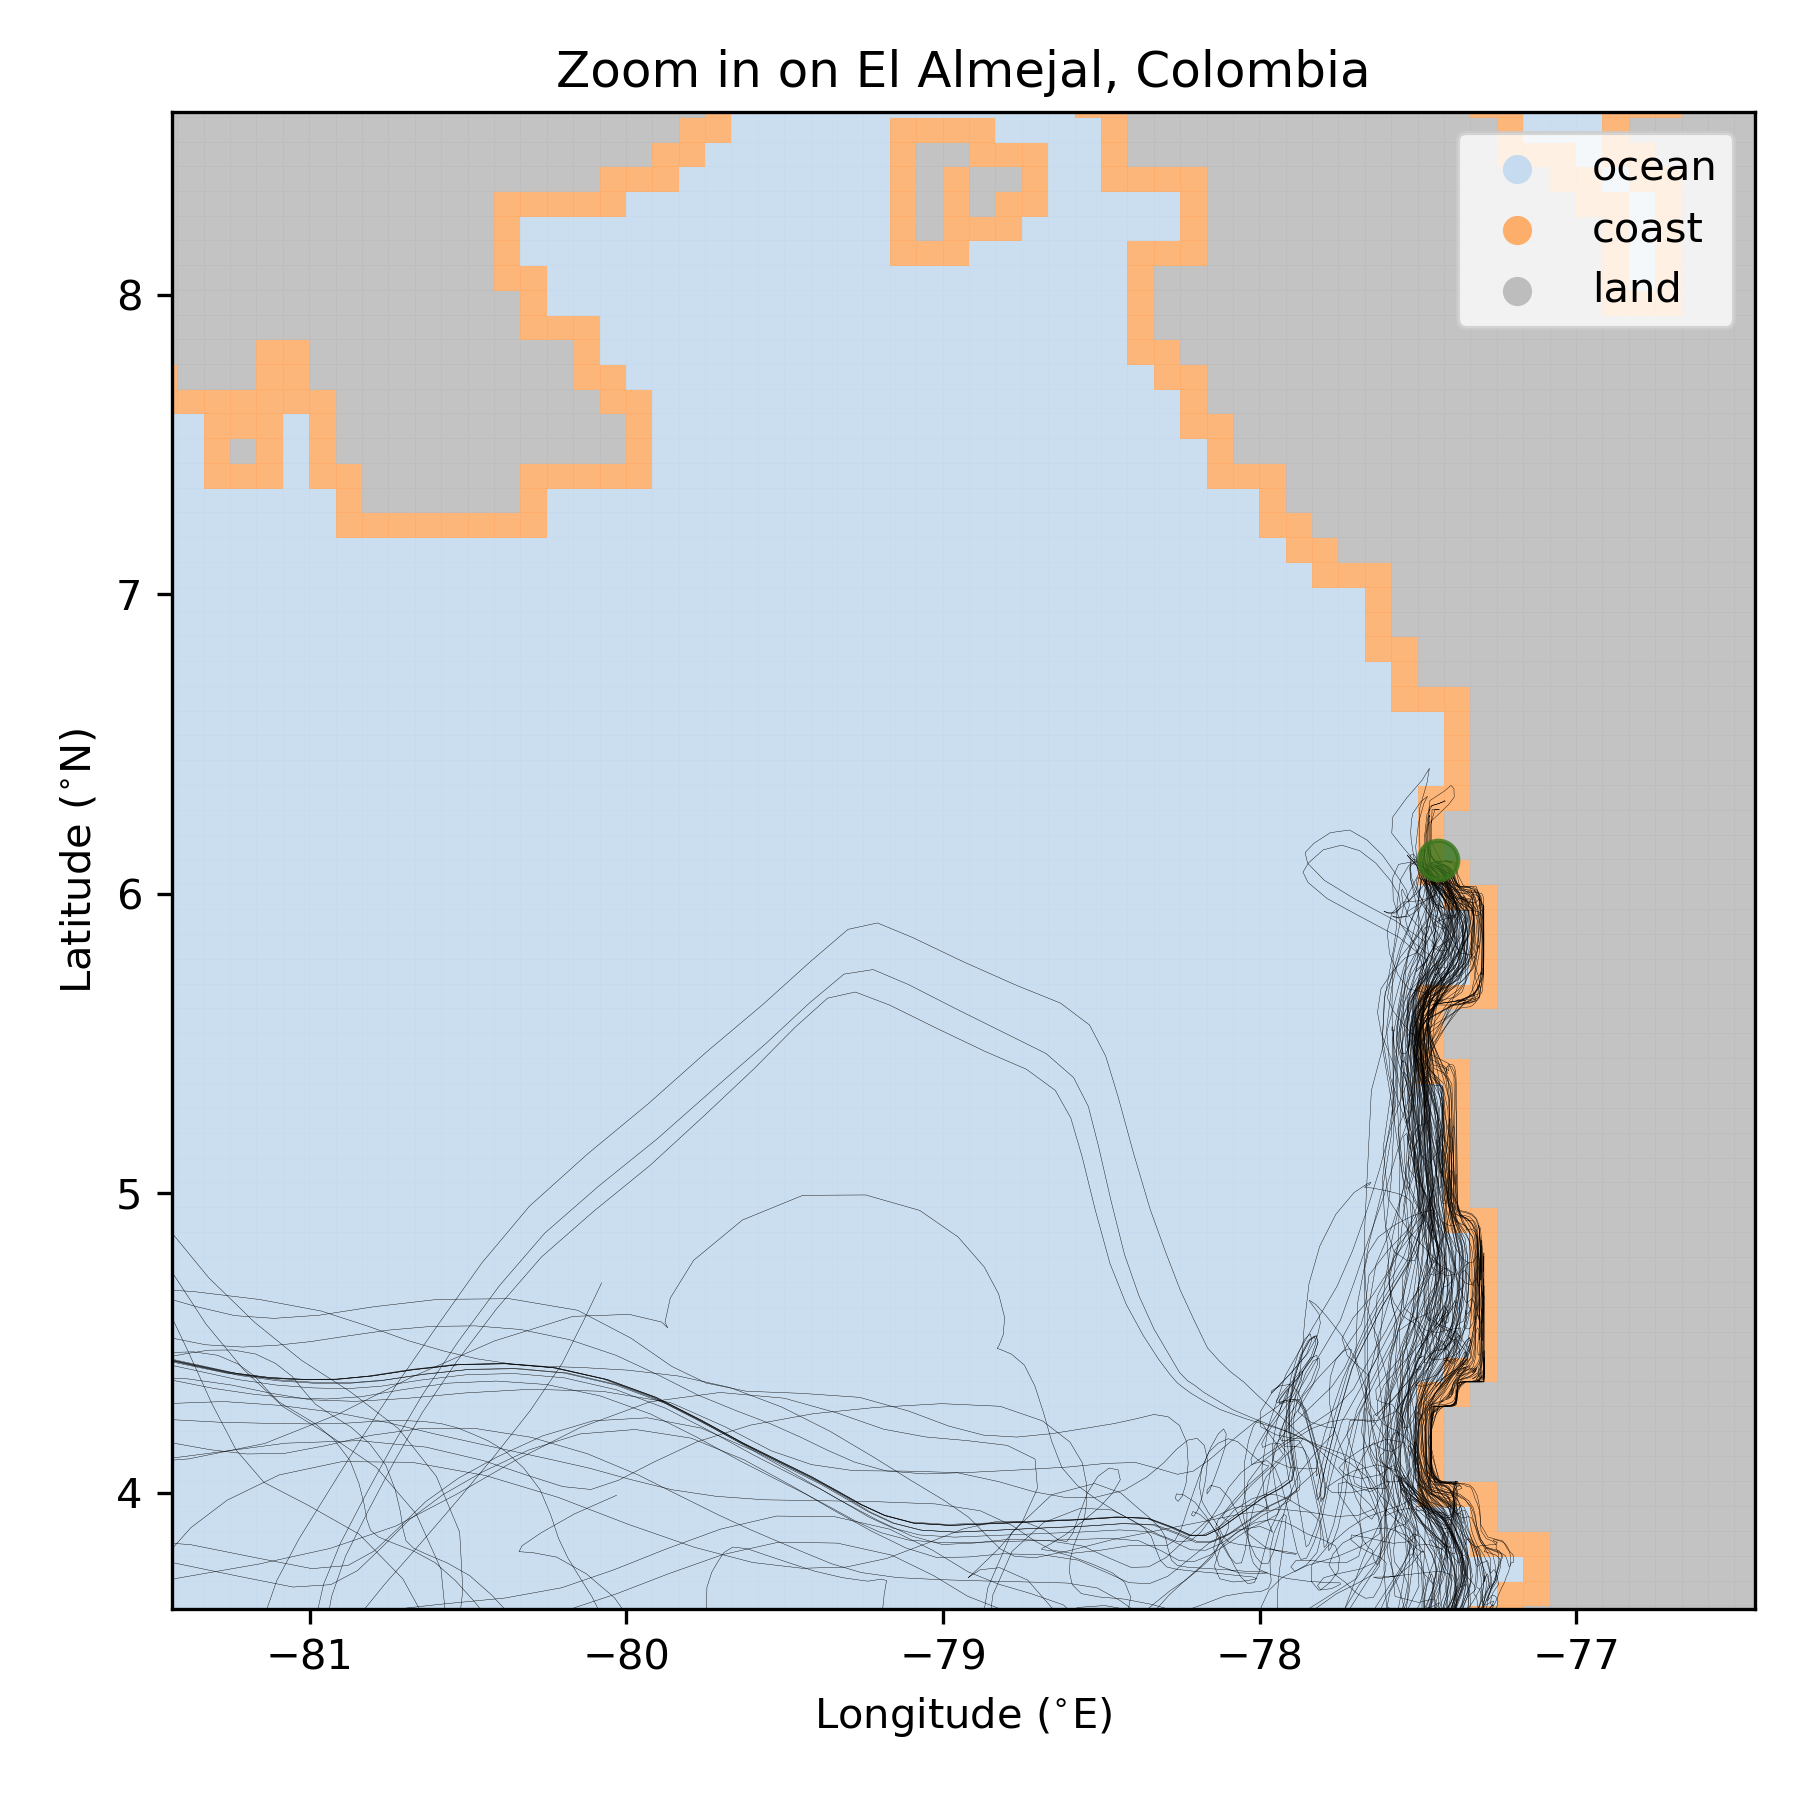 Zoom in on El Almejal, Colombia
ocean
coast
land
8
7
6
5
4
Latitude (°N)
−81
−80
−79
−78
−77
Longitude (°E)